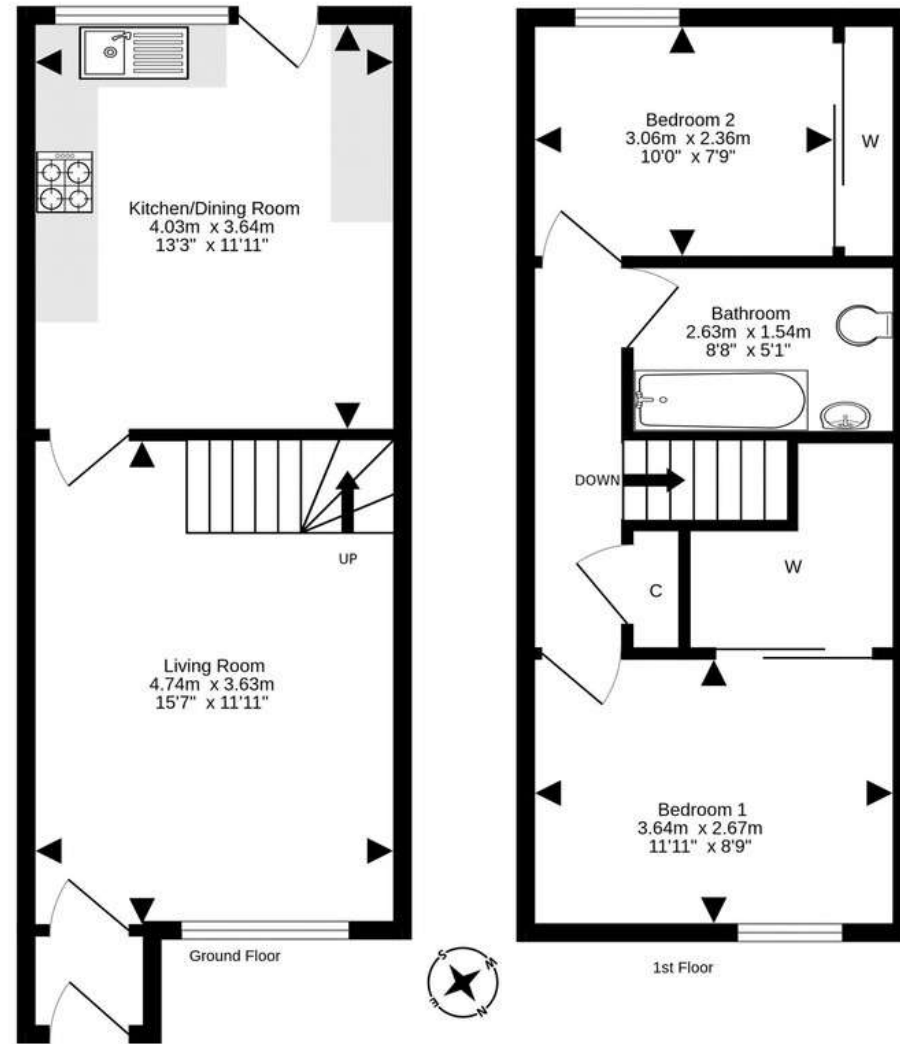 Kitchen/Dining Room
4.03m x 3.64m
13'3" x 11'11"
UP
Living Room
4.74m x 3.63m
15'7" x 11'11"
Ground Floor
Bedroom 2
3.06m x 2.36m
10'0" x 7'9"
W
Bathroom
2.63m x 1.54m
8'8" x 5'1"
DOWN
C
W
Bedroom 1
3.64m x 2.67m
11'11" x 8'9"
1st Floor
S
W
E
N